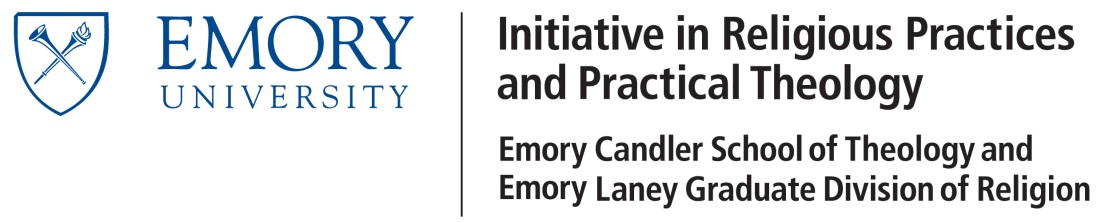 EMORY
UNIVERSITY
Initiative in Religious Practices
and Practical Theology
Emory Candler School of Theology and
Emory Laney Graduate Division of Religion